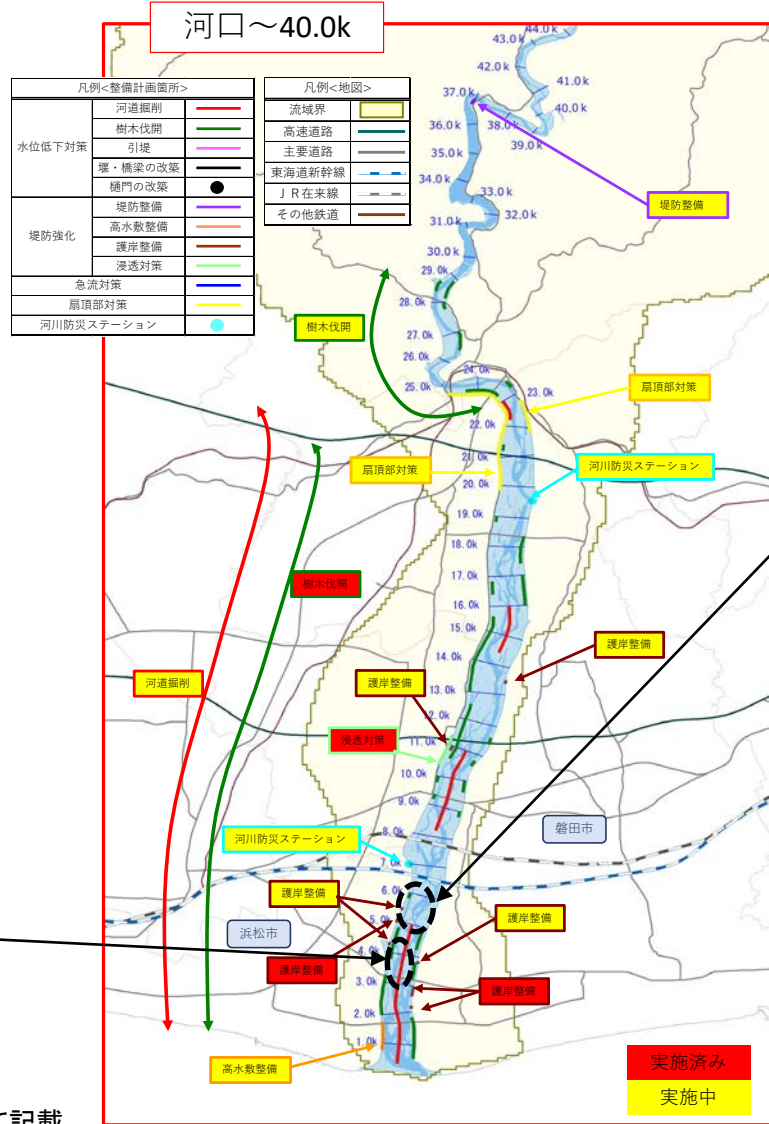 河口～40.0k
凡例<整備計画箇所>
水位低下対策
河道掘削
樹木伐開
引堤
堰・橋梁の改築
樋門の改築
堤防強化
堤防整備
高水敷整備
護岸整備
浸透対策
急流対策
扇頂部対策
河川防災ステーション
凡例<地図>
流域界
高速道路
主要道路
東海道新幹線
ＪＲ在来線
その他鉄道
44.0k
43.0k
42.0k
41.0k
40.0k
39.0k
38.0k
37.0k
36.0k
35.0k
34.0k
33.0k
32.0k
31.0k
30.0k
29.0k
28.0k
27.0k
26.0k
25.0k
24.0k
23.0k
22.0k
21.0k
20.0k
19.0k
18.0k
17.0k
16.0k
15.0k
14.0k
13.0k
12.0k
11.0k
10.0k
9.0k
8.0k
7.0k
6.0k
5.0k
4.0k
3.0k
2.0k
1.0k
堤防整備
樹木伐開
扇頂部対策
扇頂部対策
河川防災ステーション
樹木伐開
護岸整備
河道掘削
護岸整備
浸透対策
磐田市
河川防災ステーション
護岸整備
護岸整備
浜松市
護岸整備
護岸整備
高水敷整備
実施済み
実施中